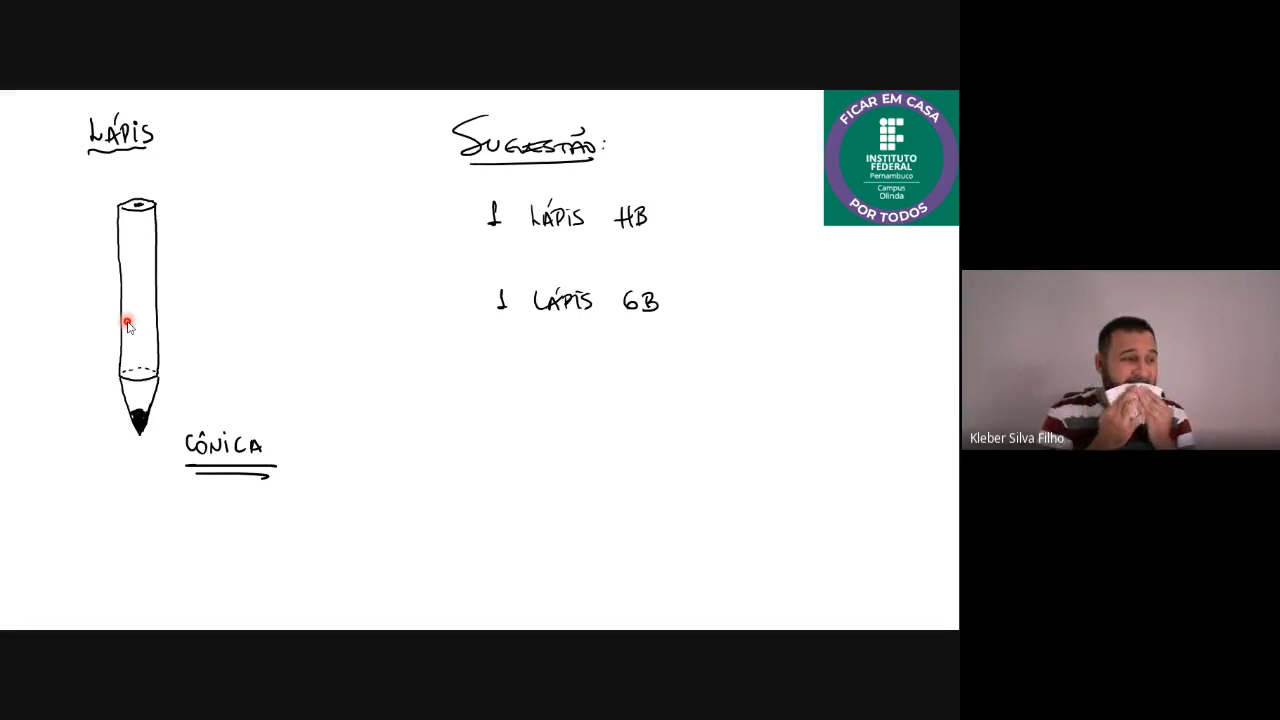 LÁPIS
SUGESTÃO:
1 LÁPIS HB
1 LÁPIS 6B
CÔNICA
FICAR EM CASA
INSTITUTO
FEDERAL
Pernambuco
Campus
Olinda
POR TODOS
Kleber Silva Filho